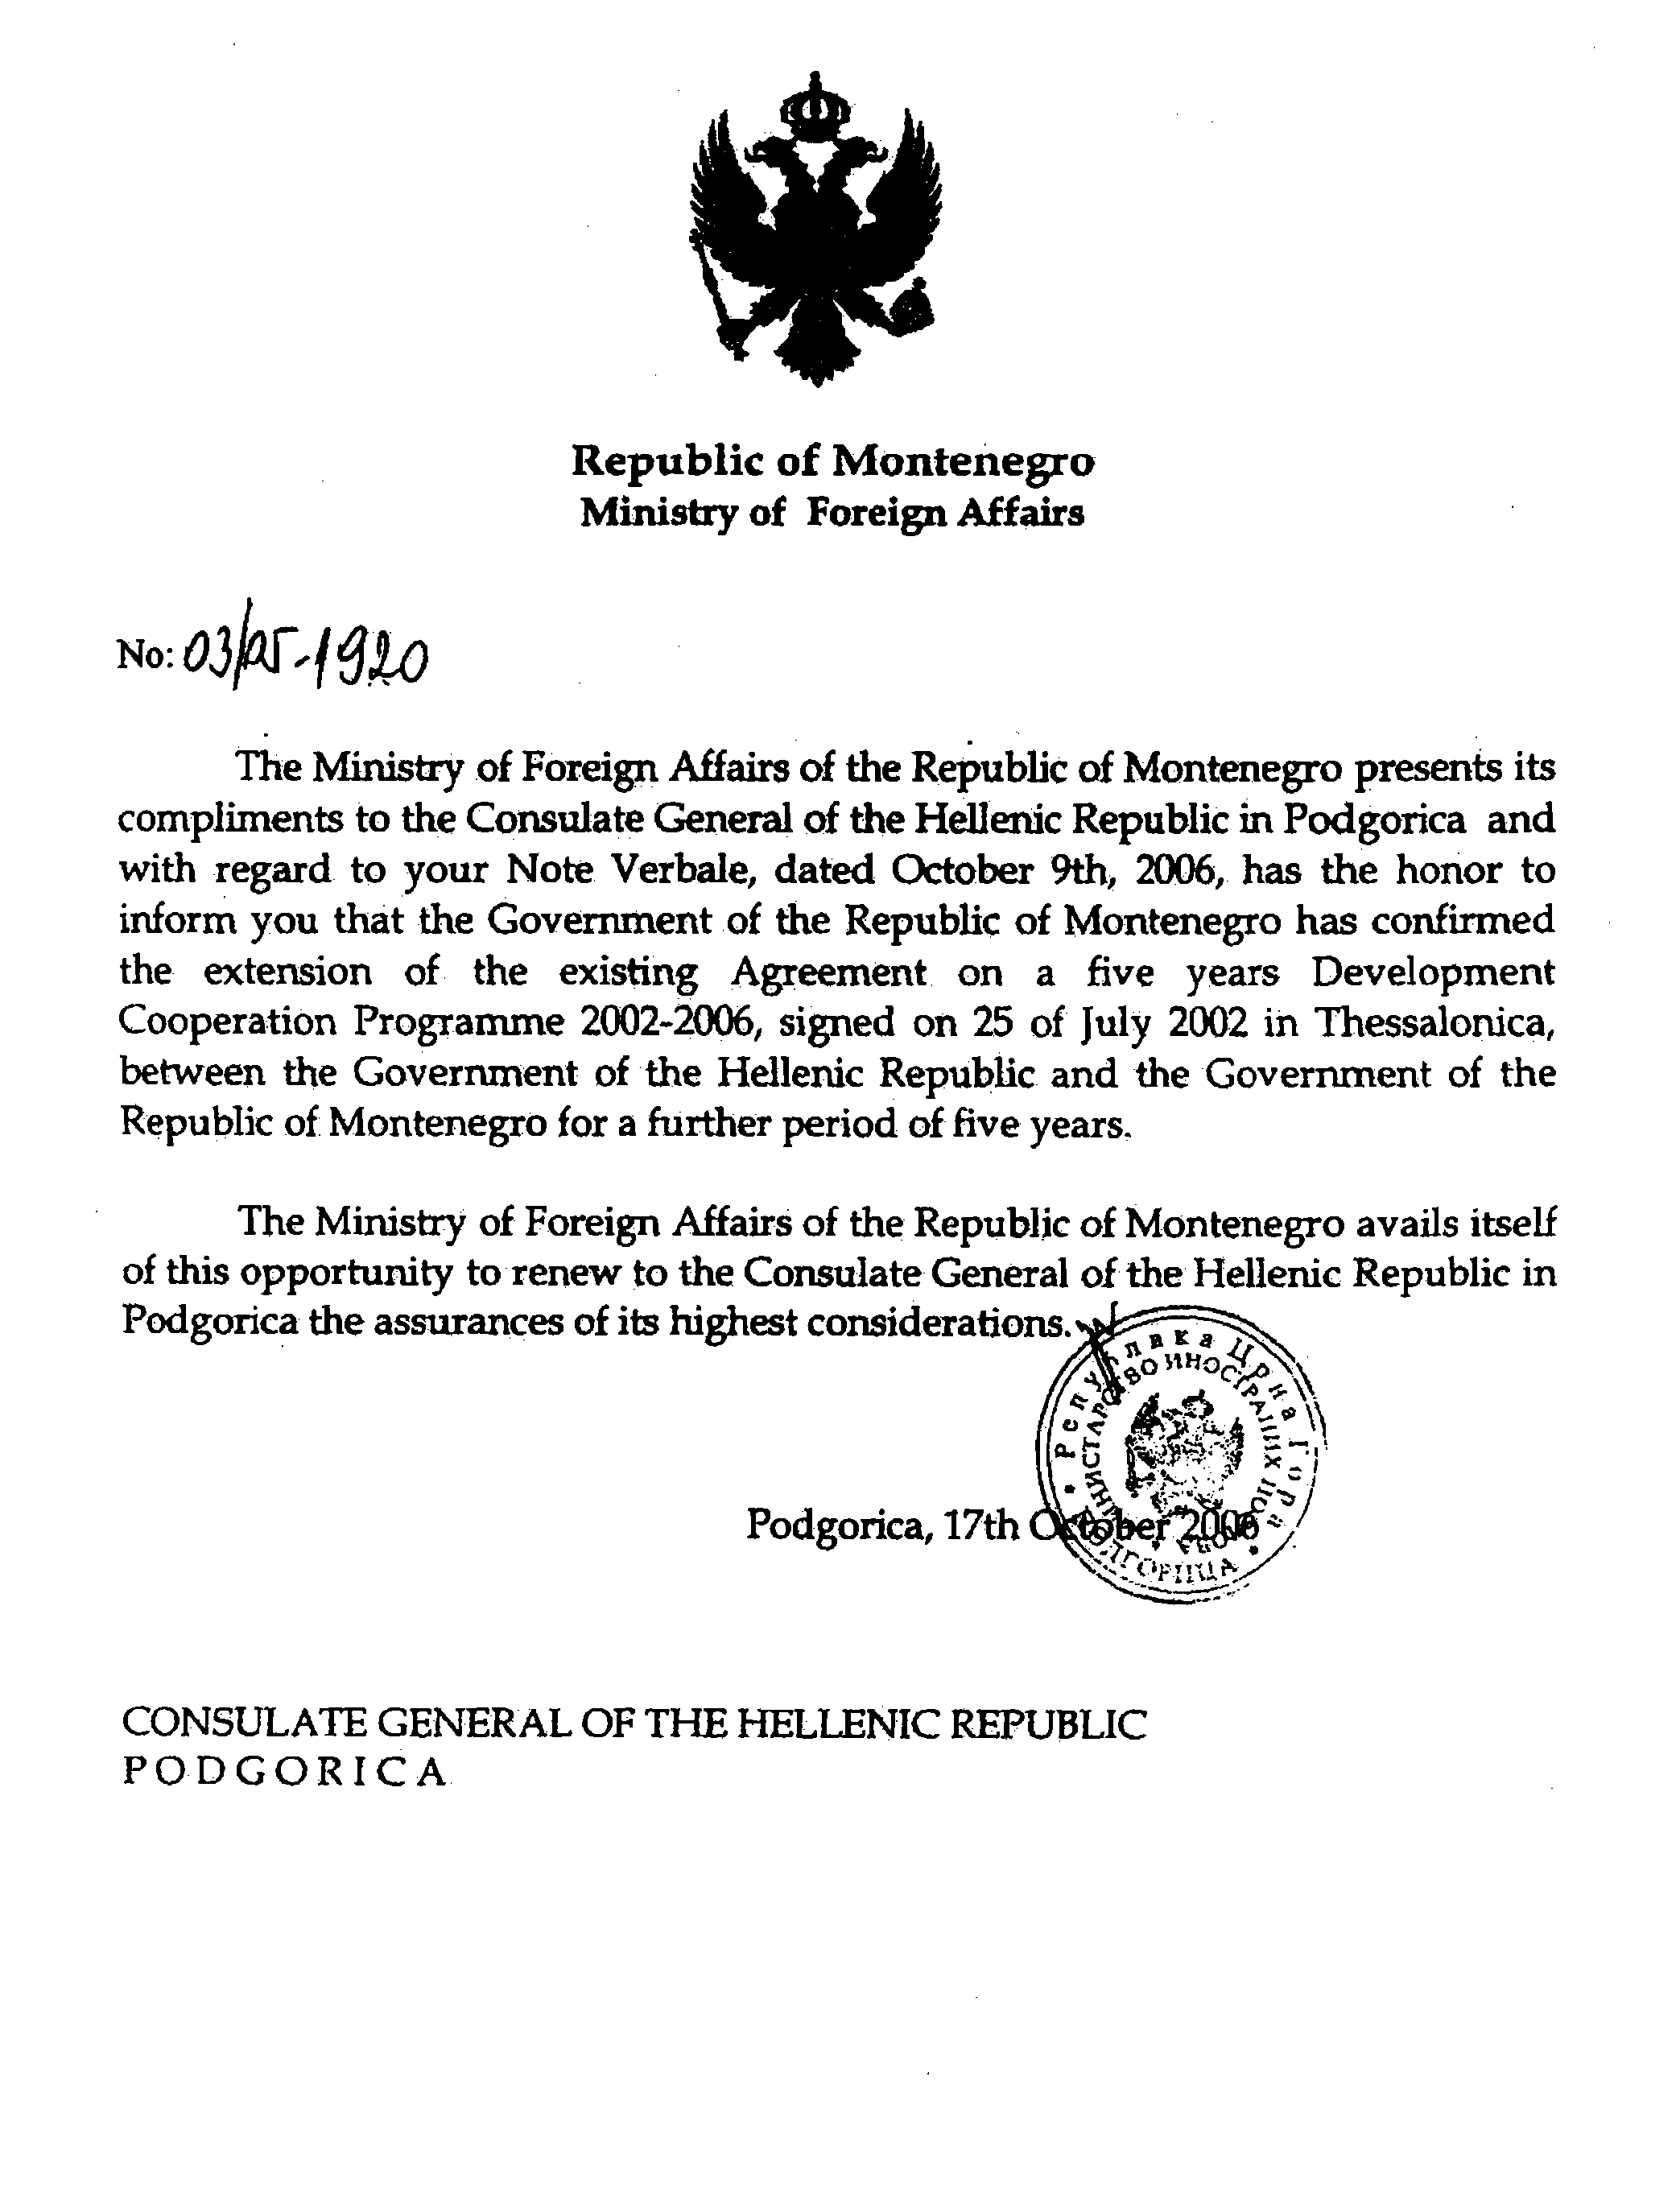 Republic of Montenegro
Ministry of Foreign Affairs
No: 03/05-1920
The Ministry of Foreign Affairs of the Republic of Montenegro presents its
compliments to the Consulate General of the Hellenic Republic in Podgorica and
with regard to your Note Verbale, dated October 9th, 2006, has the honor to
inform you that the Government of the Republic of Montenegro has confirmed
the extension of the existing Agreement on a five years Development
Cooperation Programme 2002-2006, signed on 25 of July 2002 in Thessalonica,
between the Government of the Hellenic Republic and the Government of the
Republic of Montenegro for a further period of five years.
The Ministry of Foreign Affairs of the Republic of Montenegro avails itself
of this opportunity to renew to the Consulate General of the Hellenic Republic in
Podgorica the assurances of its highest considerations.
Република Црна Гора
МИНИСТАРСТВО ИНОСТРАНИХ ПОСЛОВА
ПОДГОРИЦА
Podgorica, 17th October 2006
CONSULATE GENERAL OF THE HELLENIC REPUBLIC
PODGORICA